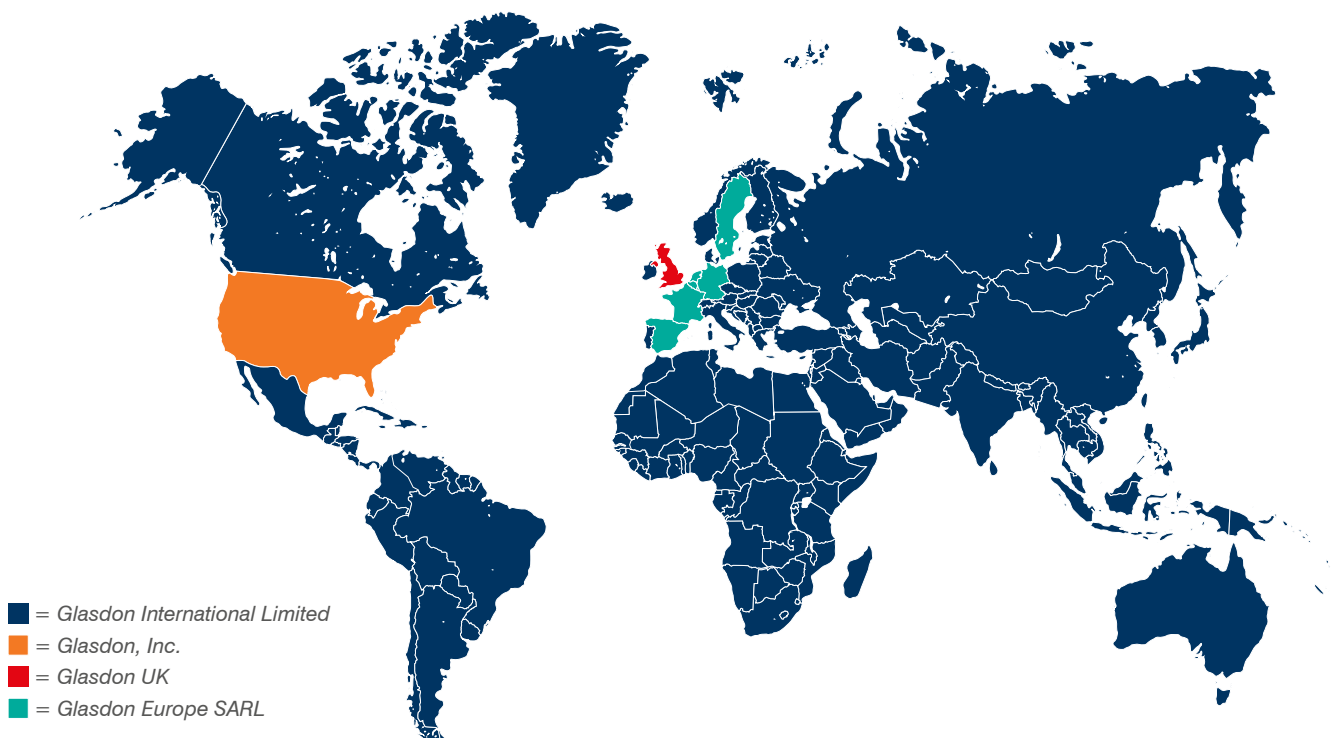 = Glasdon International Limited
= Glasdon, Inc.
= Glasdon UK
= Glasdon Europe SARL